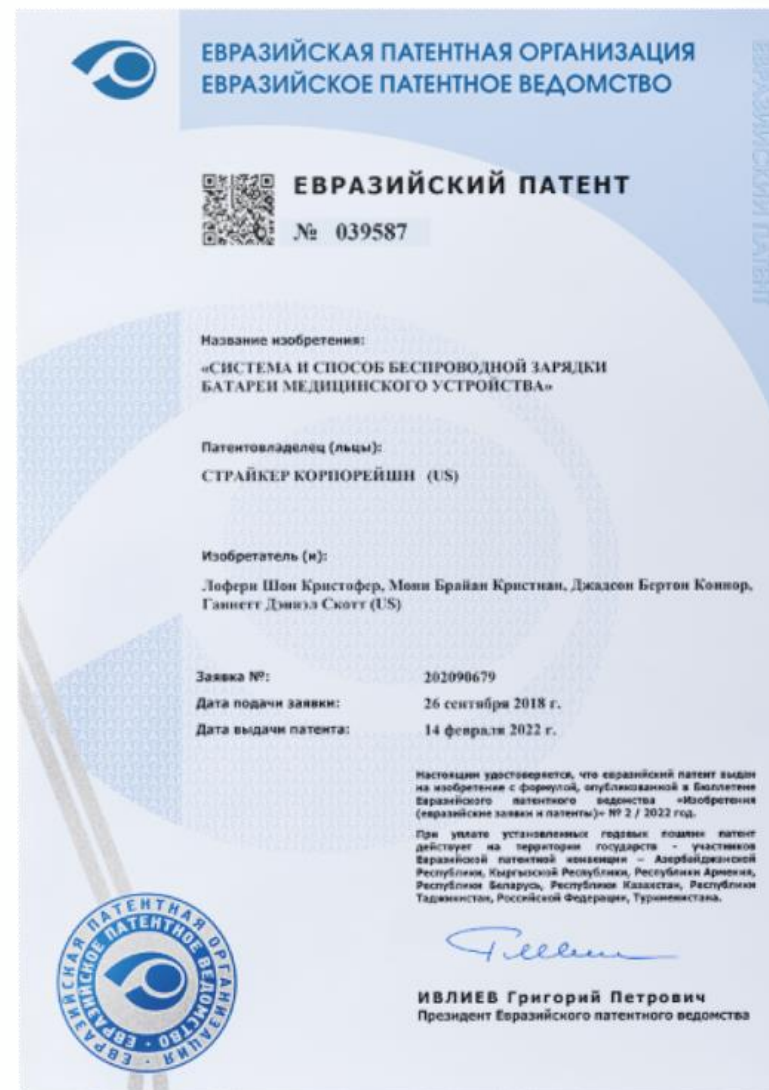 ЕВРАЗИЙСКАЯ ПАТЕНТНАЯ ОРГАНИЗАЦИЯ
ЕВРАЗИЙСКОЕ ПАТЕНТНОЕ ВЕДОМСТВО
ЕВРАЗИЙСКИЙ ПАТЕНТ
ЕВРАЗИЙСКИЙ ПАТЕНТ
№ 039587
Название изобретения:
«СИСТЕМА И СПОСОБ БЕСПРОВОДНОЙ ЗАРЯДКИ
БАТАРЕИ МЕДИЦИНСКОГО УСТРОЙСТВА»
Патентовладелец (льцы):
СТРАЙКЕР КОРПОРЕЙШН (US)
Изобретатель (и):
Лофери Шон Кристофер, Мони Брайан Кристиан, Джадсон Бертон Коннор,
Ганнетт Дэниэл Скотт (US)
Заявка №: 202090679
Дата подачи заявки: 26 сентября 2018 г.
Дата выдачи патента: 14 февраля 2022 г.
Настоящим удостоверяется, что евразийский патент выдан
на изобретение с формулой, опубликованной в Бюллетене
Евразийского патентного ведомства «Изобретения
(евразийские заявки и патенты)» № 2 / 2022 год.
При уплате установленных годовых пошлин патент
действует на территории государств - участников
Евразийской патентной конвенции – Азербайджанской
Республики, Кыргызской Республики, Республики Армения,
Республики Беларусь, Республики Казахстан, Республики
Таджикистан, Российской Федерации, Туркменистана.
ИВЛИЕВ Григорий Петрович
Президент Евразийского патентного ведомства
ЕВРАЗИЙСКАЯ ПАТЕНТНАЯ ОРГАНИЗАЦИЯ
ЕВРАЗИЙСКОЕ ПАТЕНТНОЕ ВЕДОМСТВО